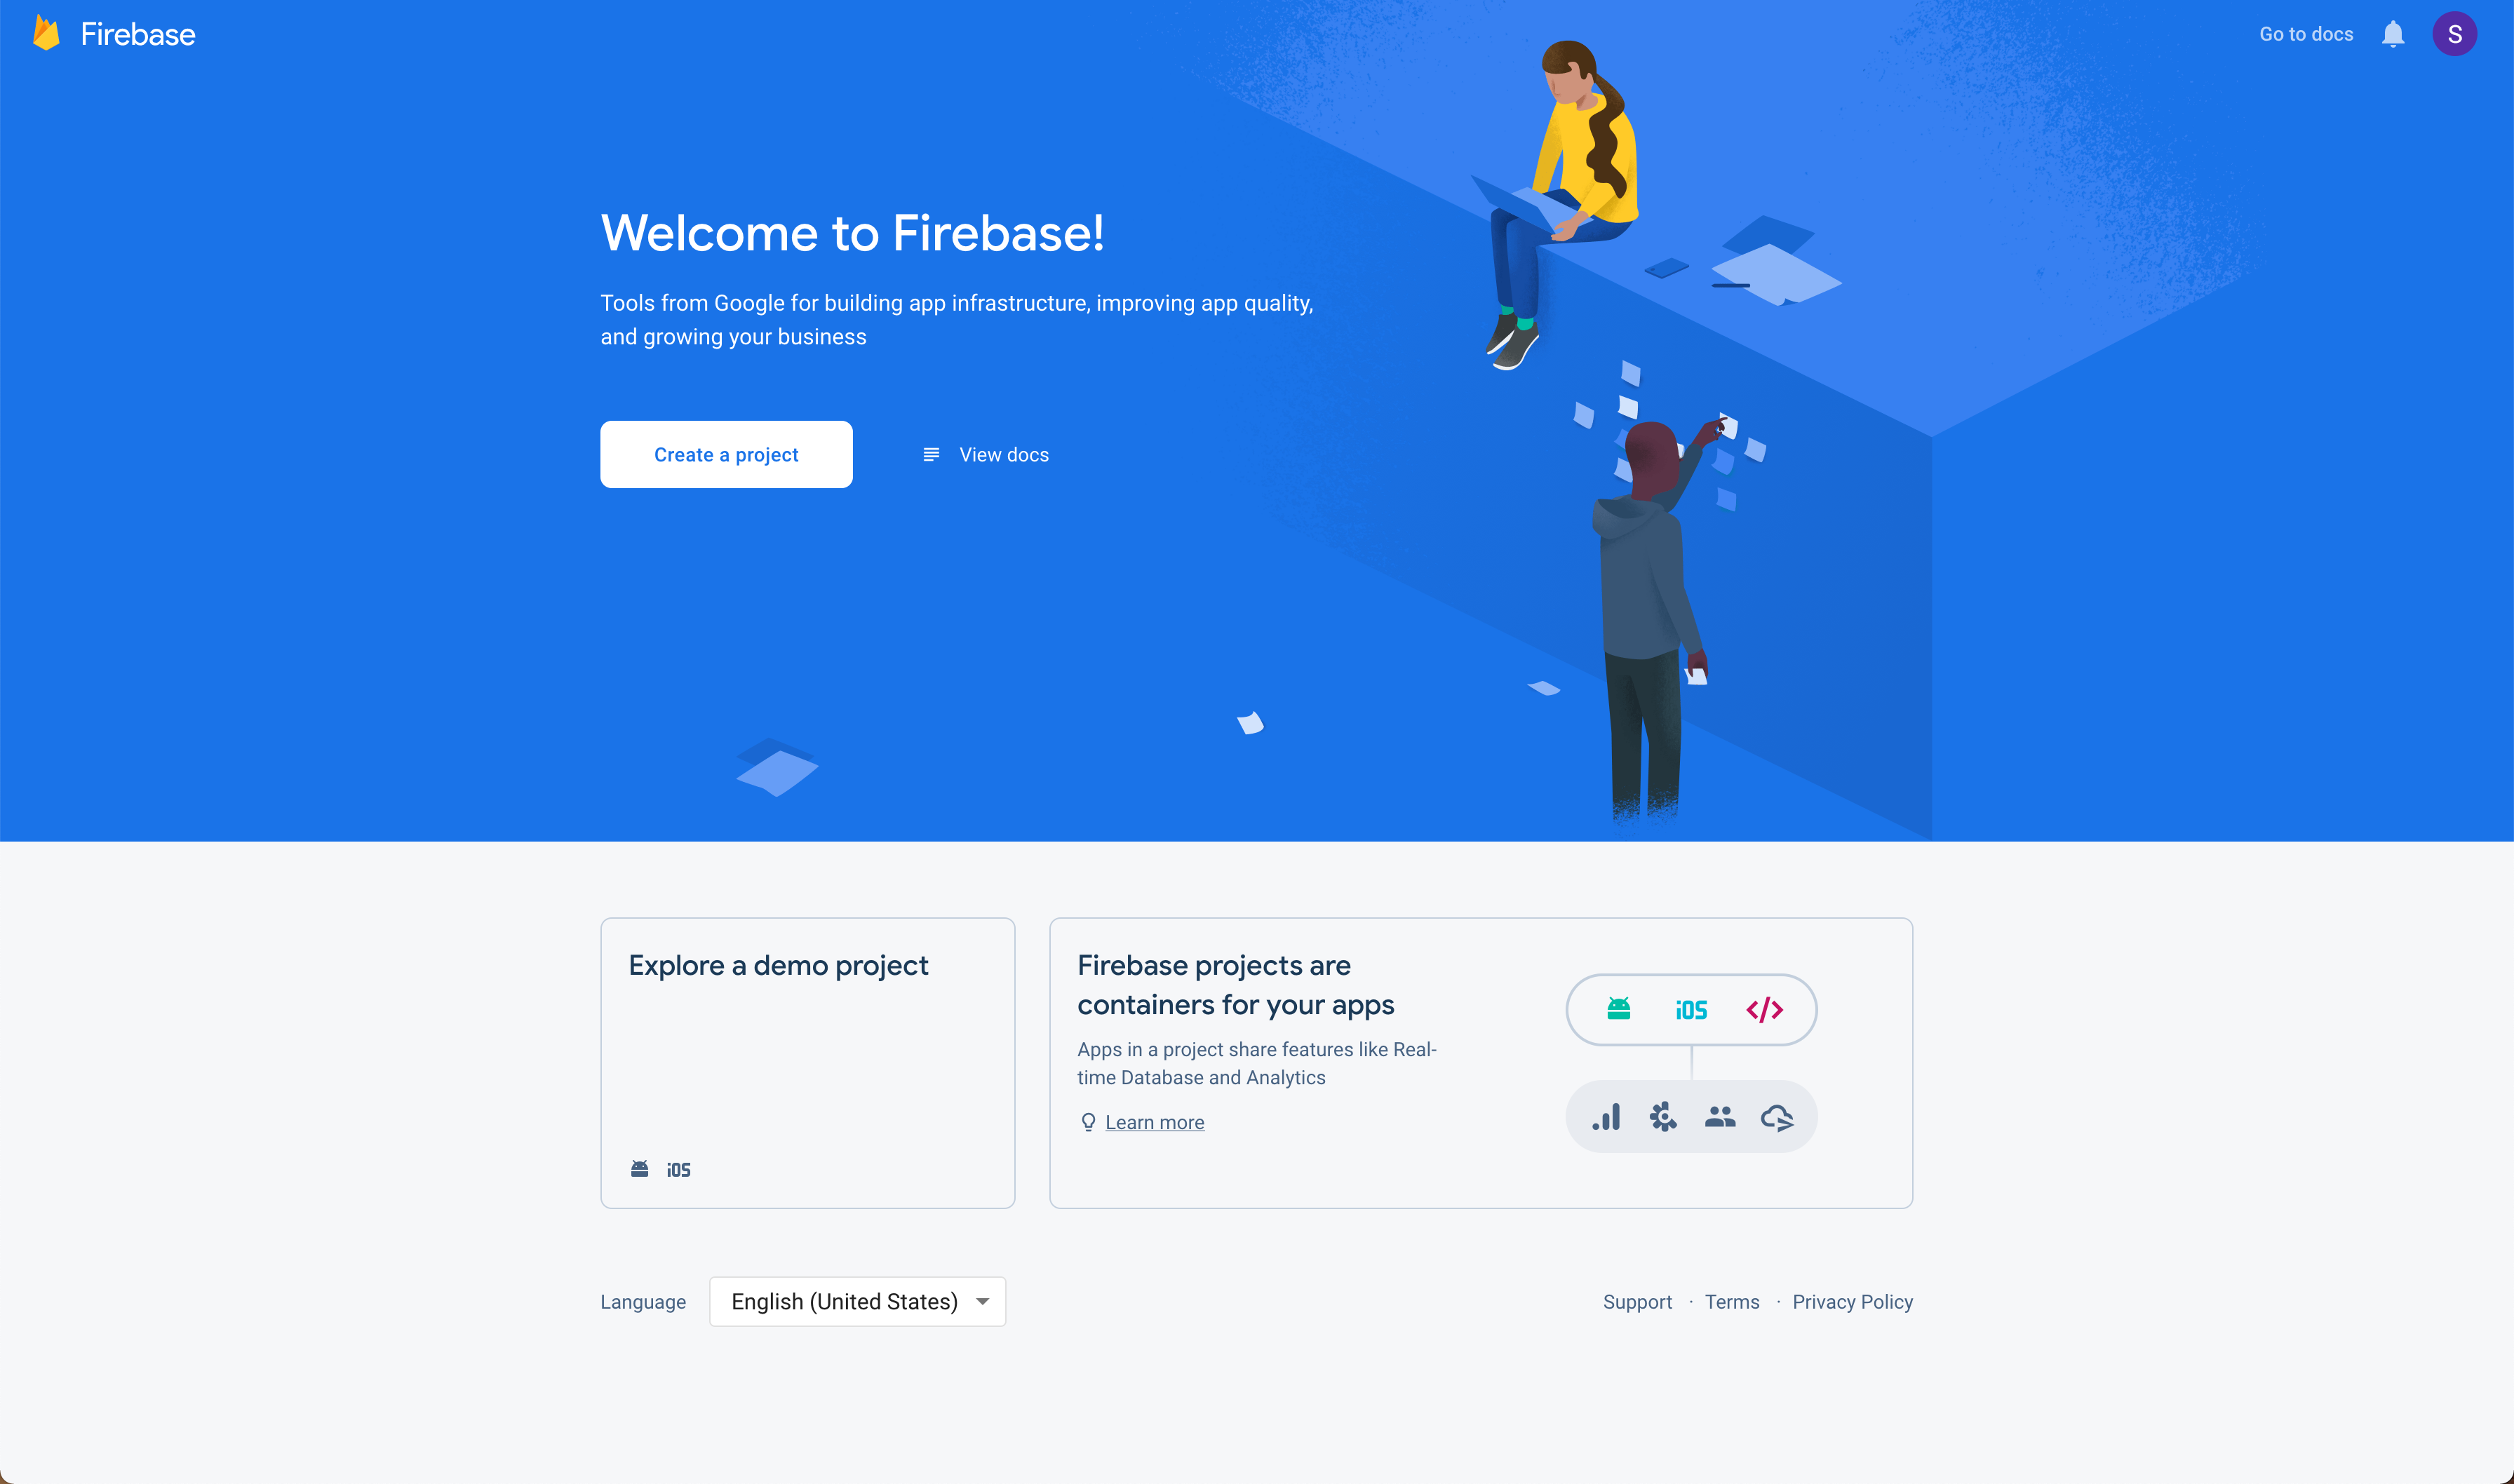 Firebase
Go to docs
S
Welcome to Firebase!
Tools from Google for building app infrastructure, improving app quality,
and growing your business
Create a project
View docs
Explore a demo project
iOS
Firebase projects are
containers for your apps
Apps in a project share features like Real-
time Database and Analytics
Learn more
iOS
Language
English (United States)
Support · Terms · Privacy Policy